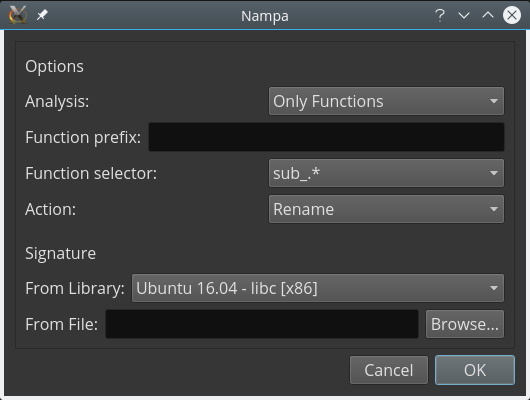 Nampa
Options
Analysis: Only Functions
Function prefix:
Function selector: sub_.*
Action: Rename
Signature
From Library: Ubuntu 16.04 - libc [x86]
From File: Browse...
Cancel OK